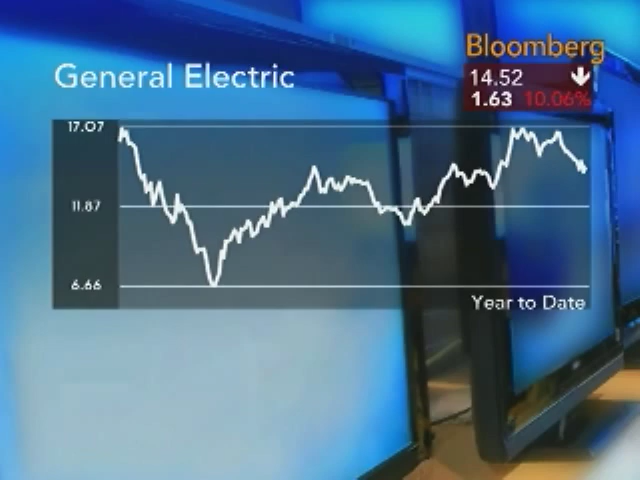 Bloomberg
General Electric
14.52
1.63 10.06%
17.07
11.87
6.66
Year to Date